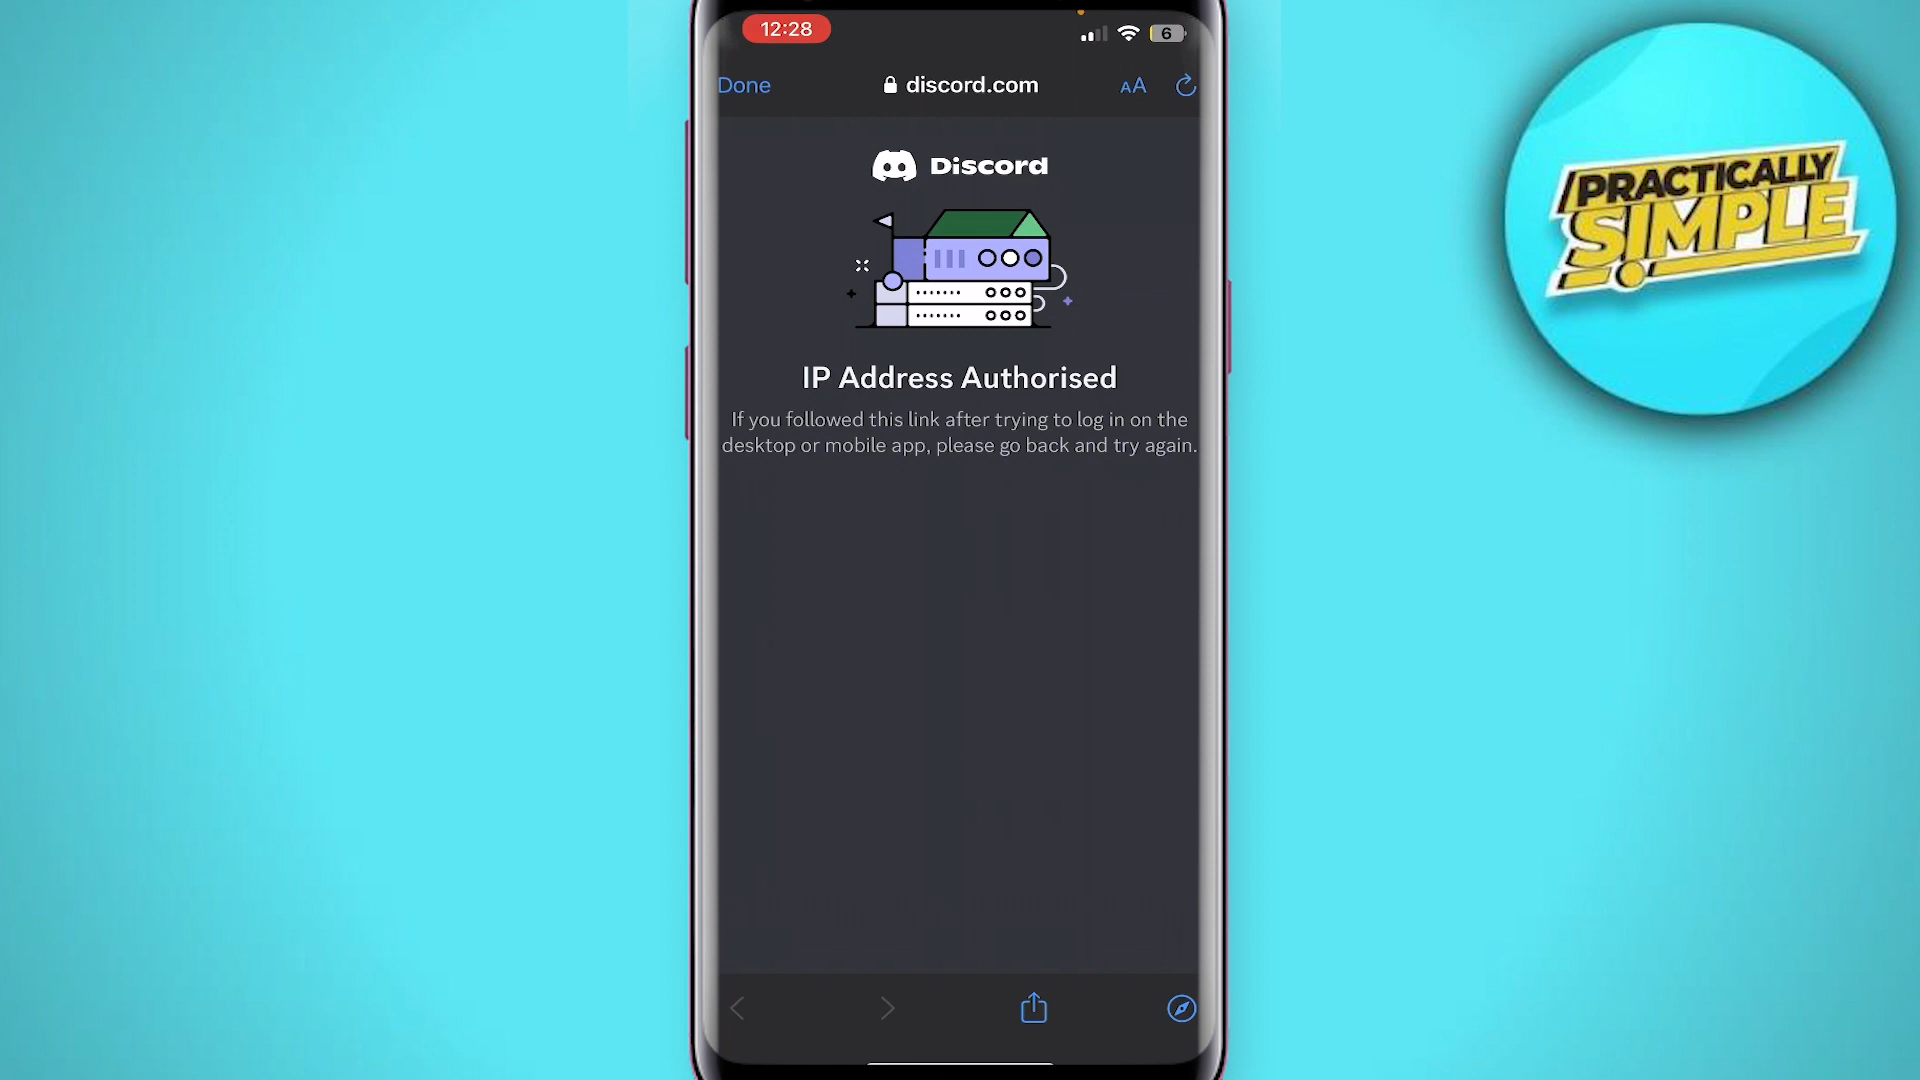 12:28
6
Done
discord.com
AA
Discord
IP Address Authorised
If you followed this link after trying to log in on the
desktop or mobile app, please go back and try again.
PRACTICALLY
SIMPLE